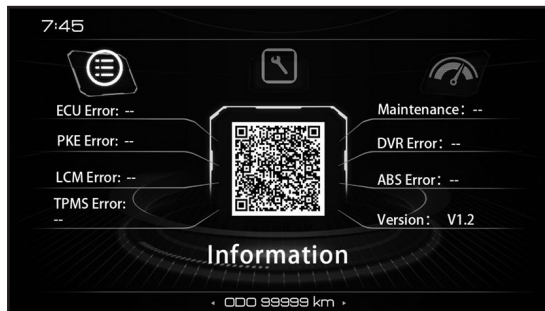 7:45
ECU Error: --
PKE Error: --
LCM Error: --
TPMS Error:
--
Maintenance: --
DVR Error: --
ABS Error: --
Version: V1.2
Information
ODO 99999 km